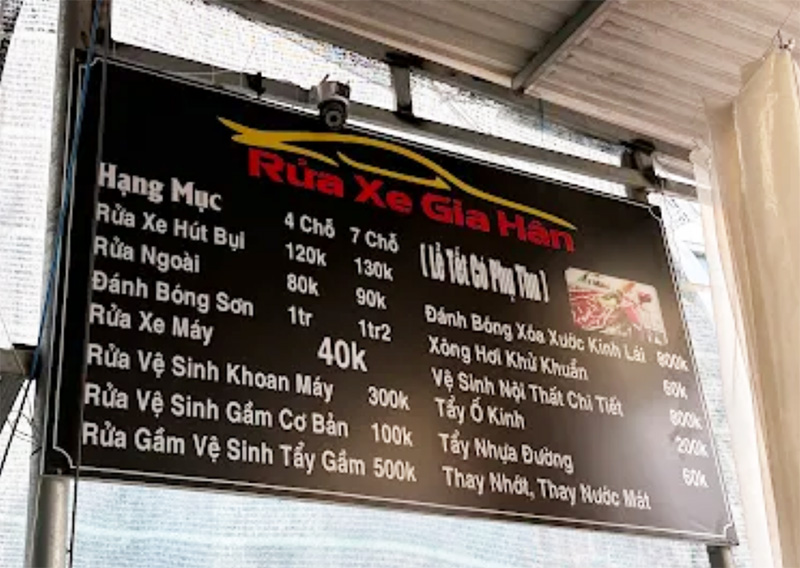 Rửa Xe Gia Hân
Hạng Mục 4 Chỗ 7 Chỗ
( Lễ Tết Có Phụ Thu )
Rửa Xe Hút Bụi 120k 130k
Rửa Ngoài 80k 90k
Đánh Bóng Sơn 1tr 1tr2
Rửa Xe Máy 40k
Rửa Vệ Sinh Khoan Máy 300k
Rửa Vệ Sinh Gầm Cơ Bản 100k
Rửa Gầm Vệ Sinh Tẩy Gầm 500k
Đánh Bóng Xóa Xước Kính Lái 800k
Xông Hơi Khử Khuẩn 60k
Vệ Sinh Nội Thất Chi Tiết 800k
Tẩy Ố Kính 200k
Tẩy Nhựa Đường 60k
Thay Nhớt, Thay Nước Mát